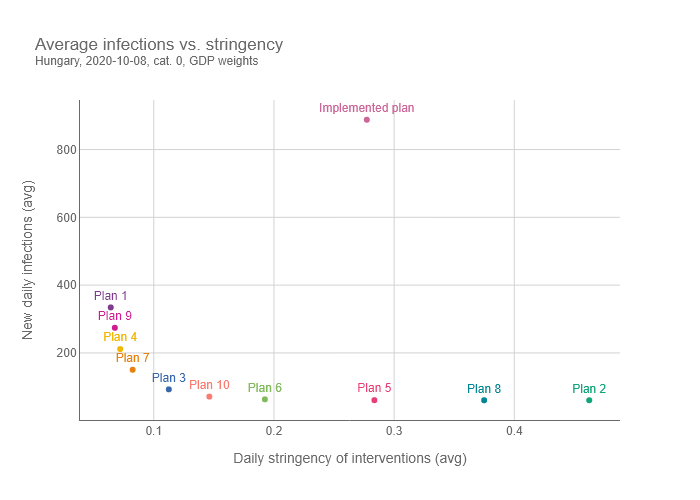 Average infections vs. stringency
Hungary, 2020-10-08, cat. 0, GDP weights
Implemented plan
800
600
New daily infections (avg)
400
Plan 1
Plan 9
Plan 4
200
Plan 7
Plan 3
Plan 10
Plan 6
Plan 5
Plan 8
Plan 2
0.1
0.2
0.3
0.4
Daily stringency of interventions (avg)